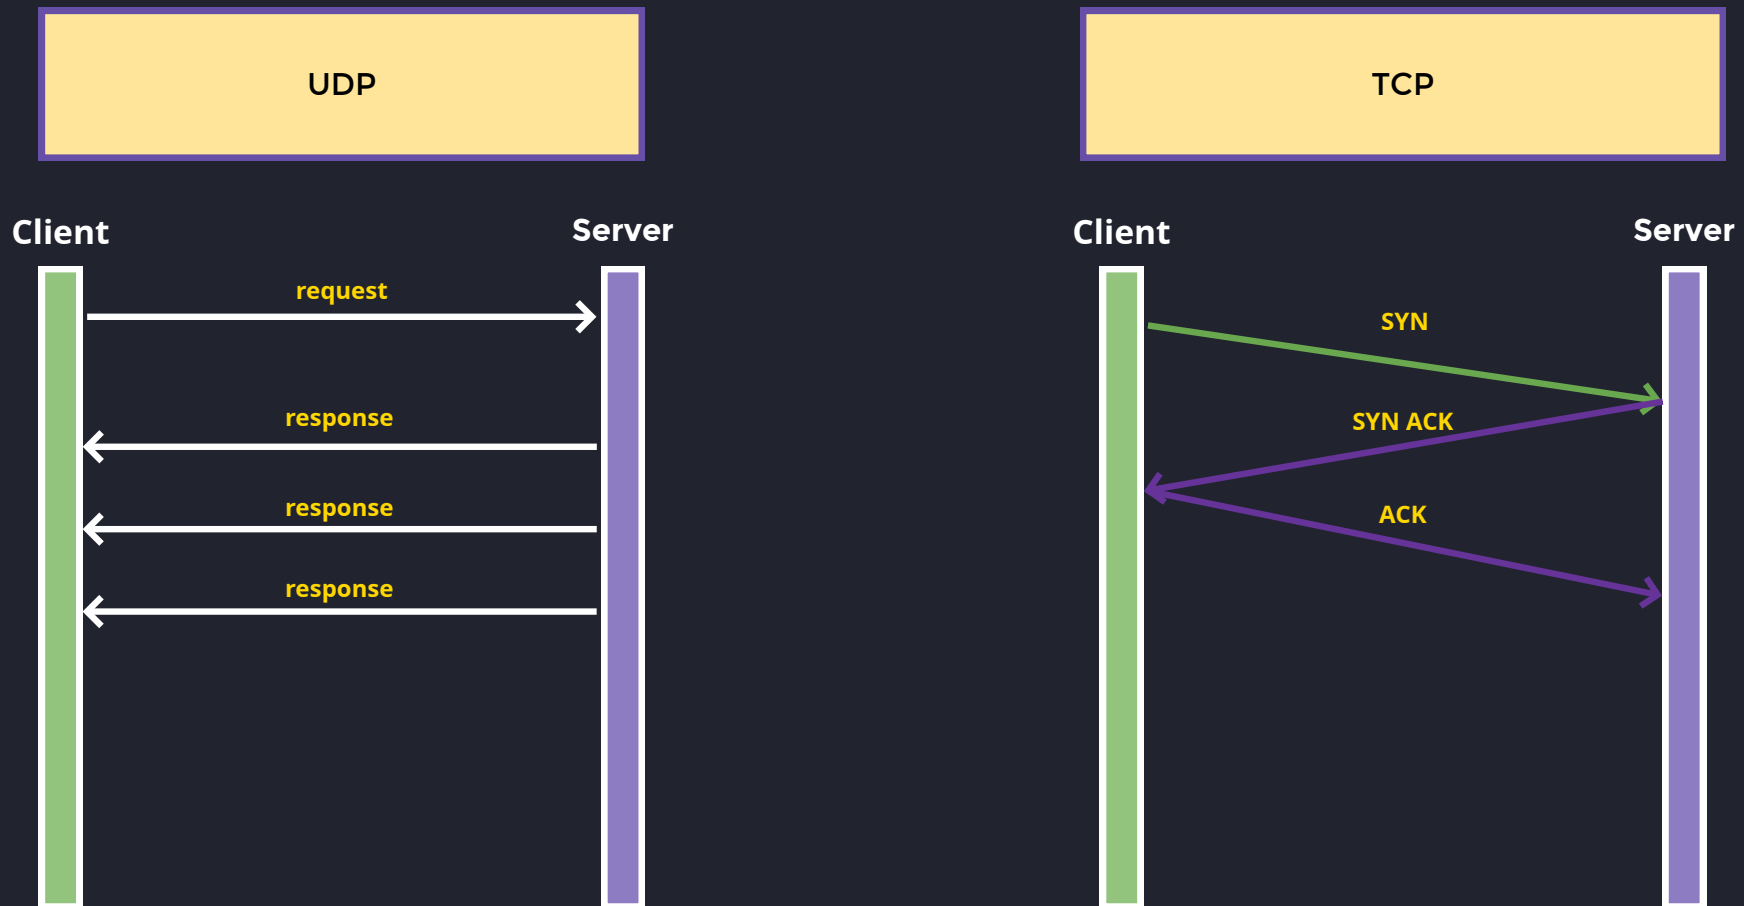 UDP
Client
Server
request
response
response
response
TCP
Client
Server
SYN
SYN ACK
ACK